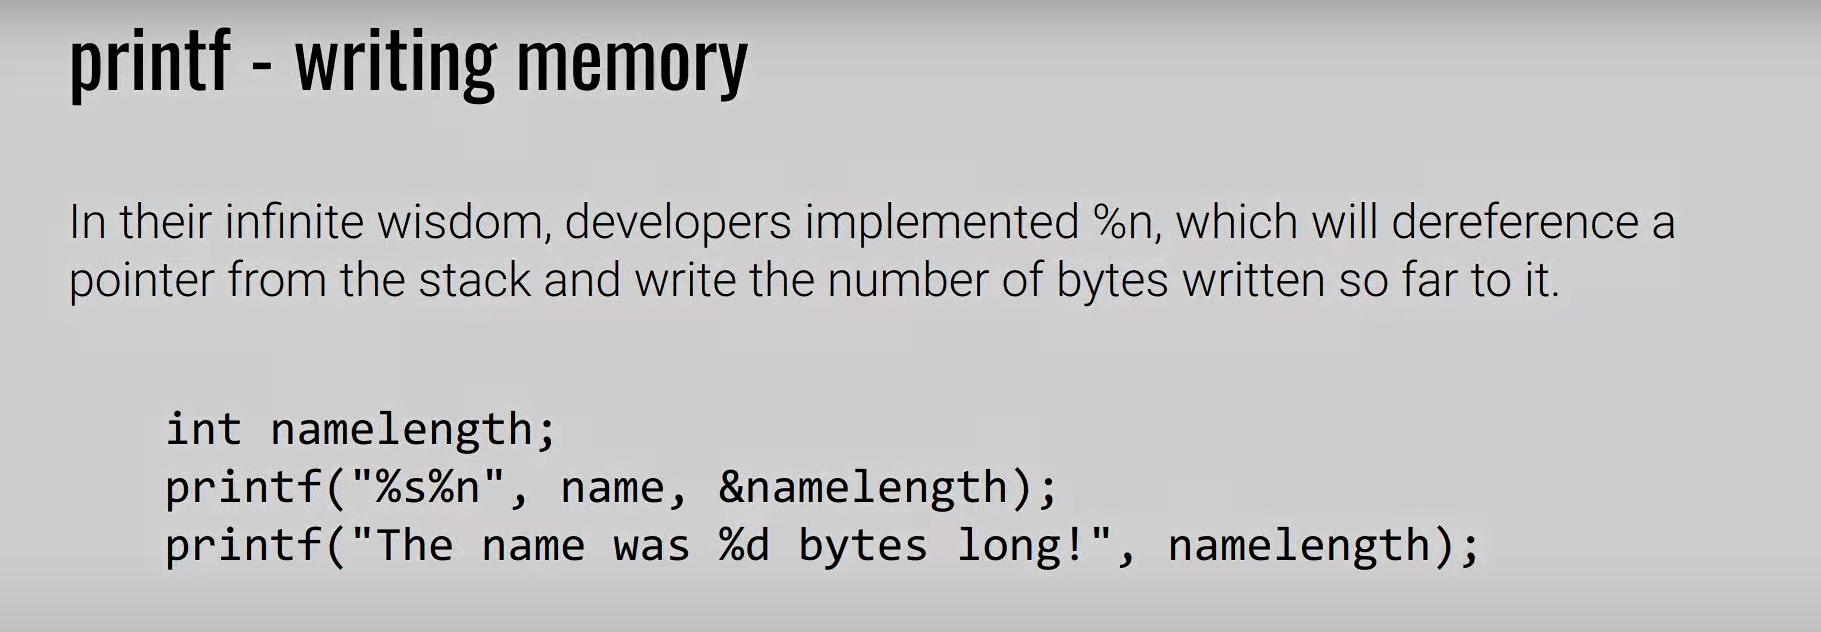 printf - writing memory
In their infinite wisdom, developers implemented %n, which will dereference a
pointer from the stack and write the number of bytes written so far to it.
int namelength;
printf("%s%n", name, &namelength);
printf("The name was %d bytes long!", namelength);